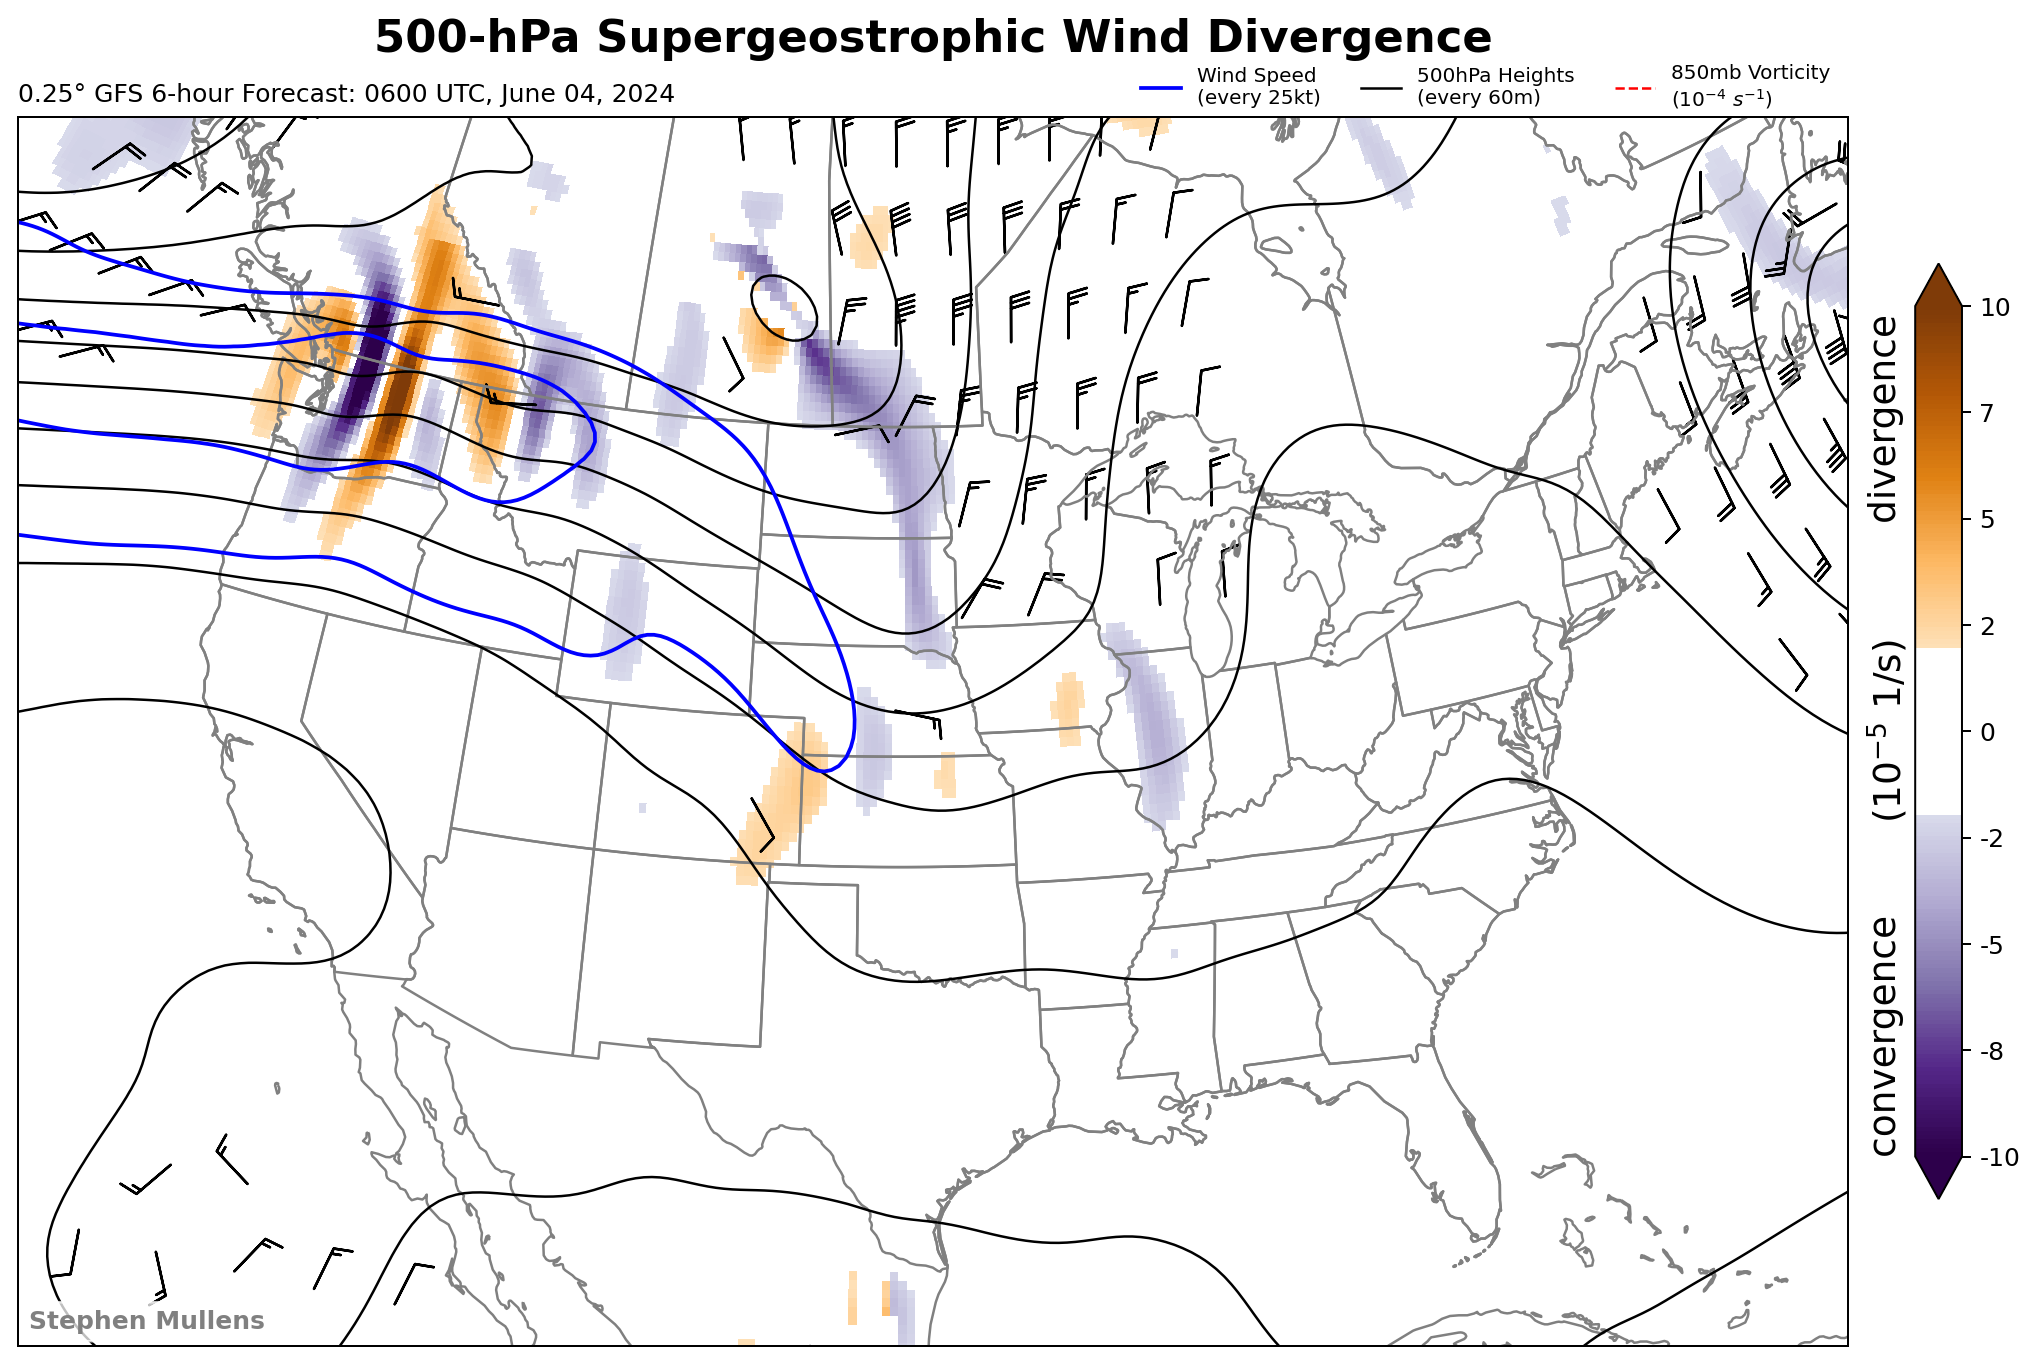 500-hPa Supergeostrophic Wind Divergence
0.25° GFS 6-hour Forecast: 0600 UTC, June 04, 2024
Wind Speed
(every 25kt)
500hPa Heights
(every 60m)
850mb Vorticity
(10⁻⁴ s⁻¹)
10
7
5
2
0
-2
-5
-8
-10
convergence (10⁻⁵ 1/s) divergence
Stephen Mullens